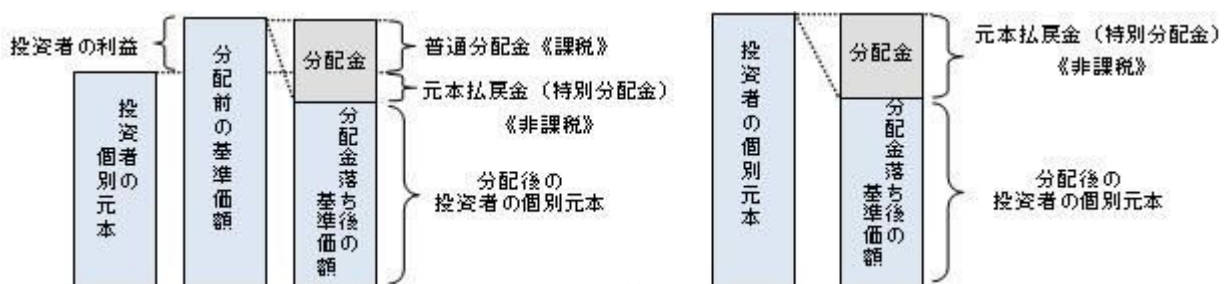 投資者の利益
投資者の
個別元本
分配前の基準価額
分配金
分配金落ち後の
基準価額
普通分配金《課税》
元本払戻金（特別分配金）
《非課税》
分配後の
投資者の個別元本
投資者の個別元本
分配金
分配金落ち後の
基準価額
元本払戻金（特別分配金）
《非課税》
分配後の
投資者の個別元本